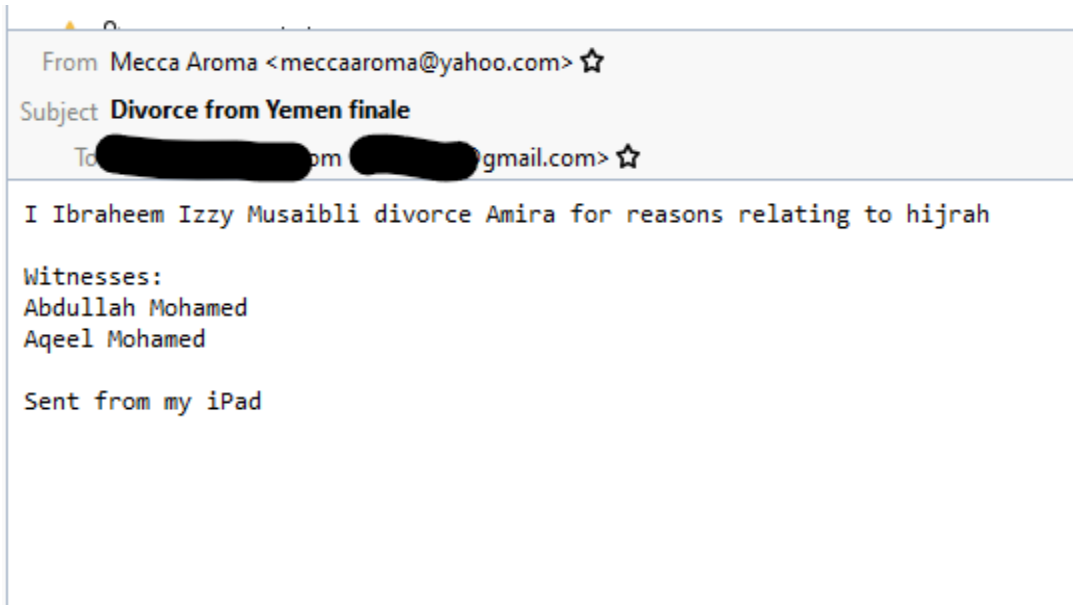 From Mecca Aroma <meccaaroma@yahoo.com>
Subject Divorce from Yemen finale
To om gmail.com>
I Ibraheem Izzy Musaibli divorce Amira for reasons relating to hijrah
Witnesses:
Abdullah Mohamed
Aqeel Mohamed
Sent from my iPad